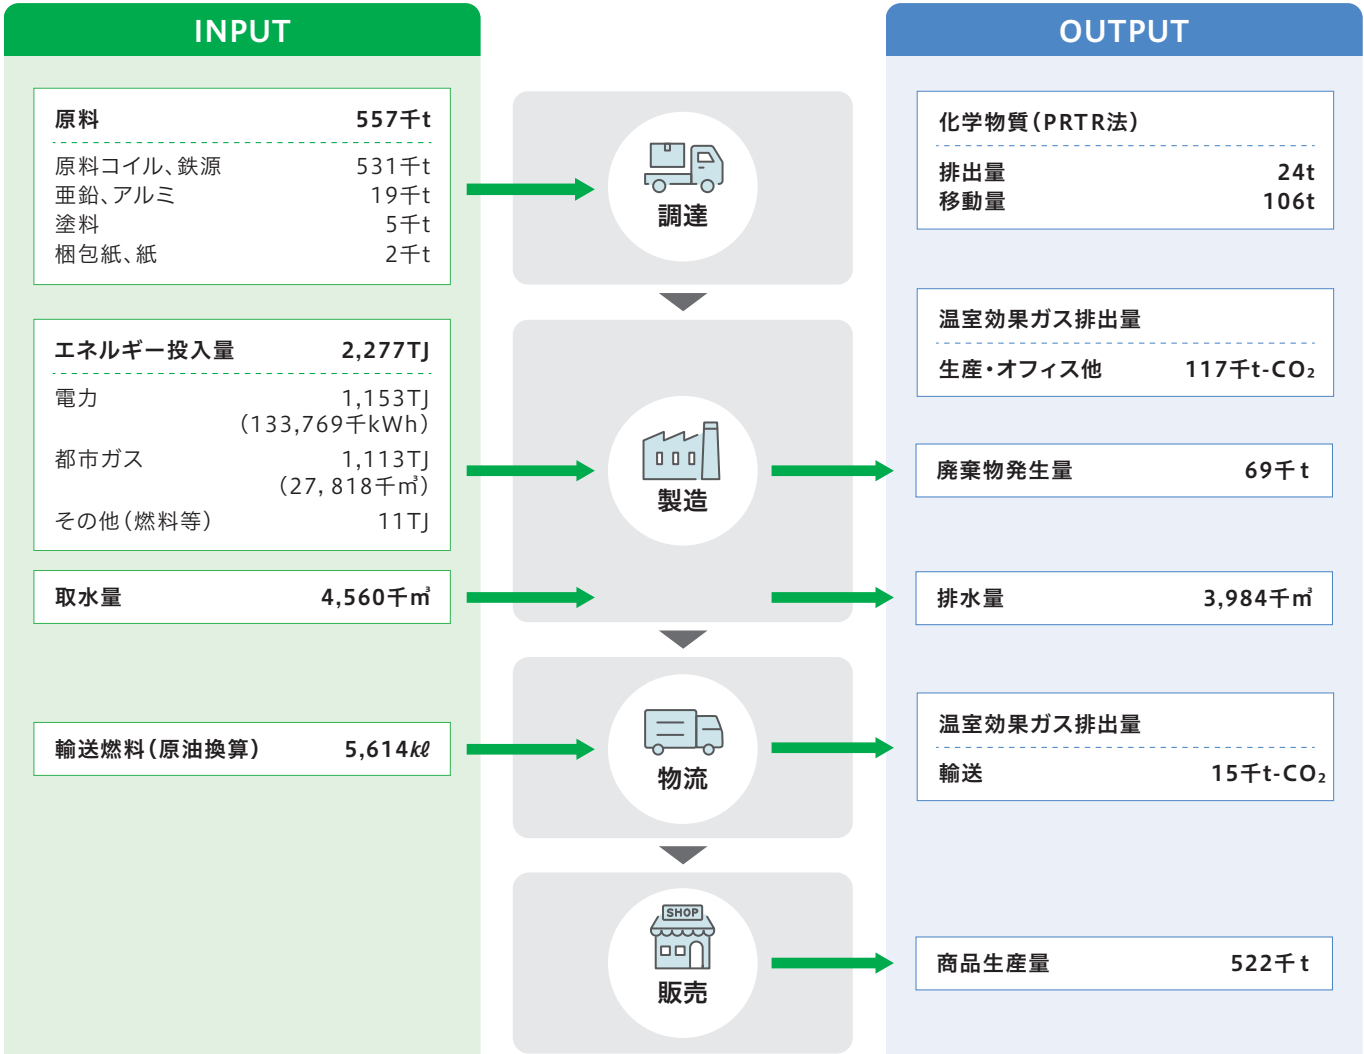 INPUT
原料 557千t
原料コイル、鉄源 531千t
亜鉛、アルミ 19千t
塗料 5千t
梱包紙、紙 2千t
エネルギー投入量 2,277TJ
電力 1,153TJ
(133,769千kWh)
都市ガス 1,113TJ
(27,818千㎥)
その他(燃料等) 11TJ
取水量 4,560千㎥
輸送燃料(原油換算) 5,614㎘
調達
製造
物流
SHOP
販売
OUTPUT
化学物質(PRTR法)
排出量 24t
移動量 106t
温室効果ガス排出量
生産・オフィス他 117千t-CO₂
廃棄物発生量 69千t
排水量 3,984千㎥
温室効果ガス排出量
輸送 15千t-CO₂
商品生産量 522千t